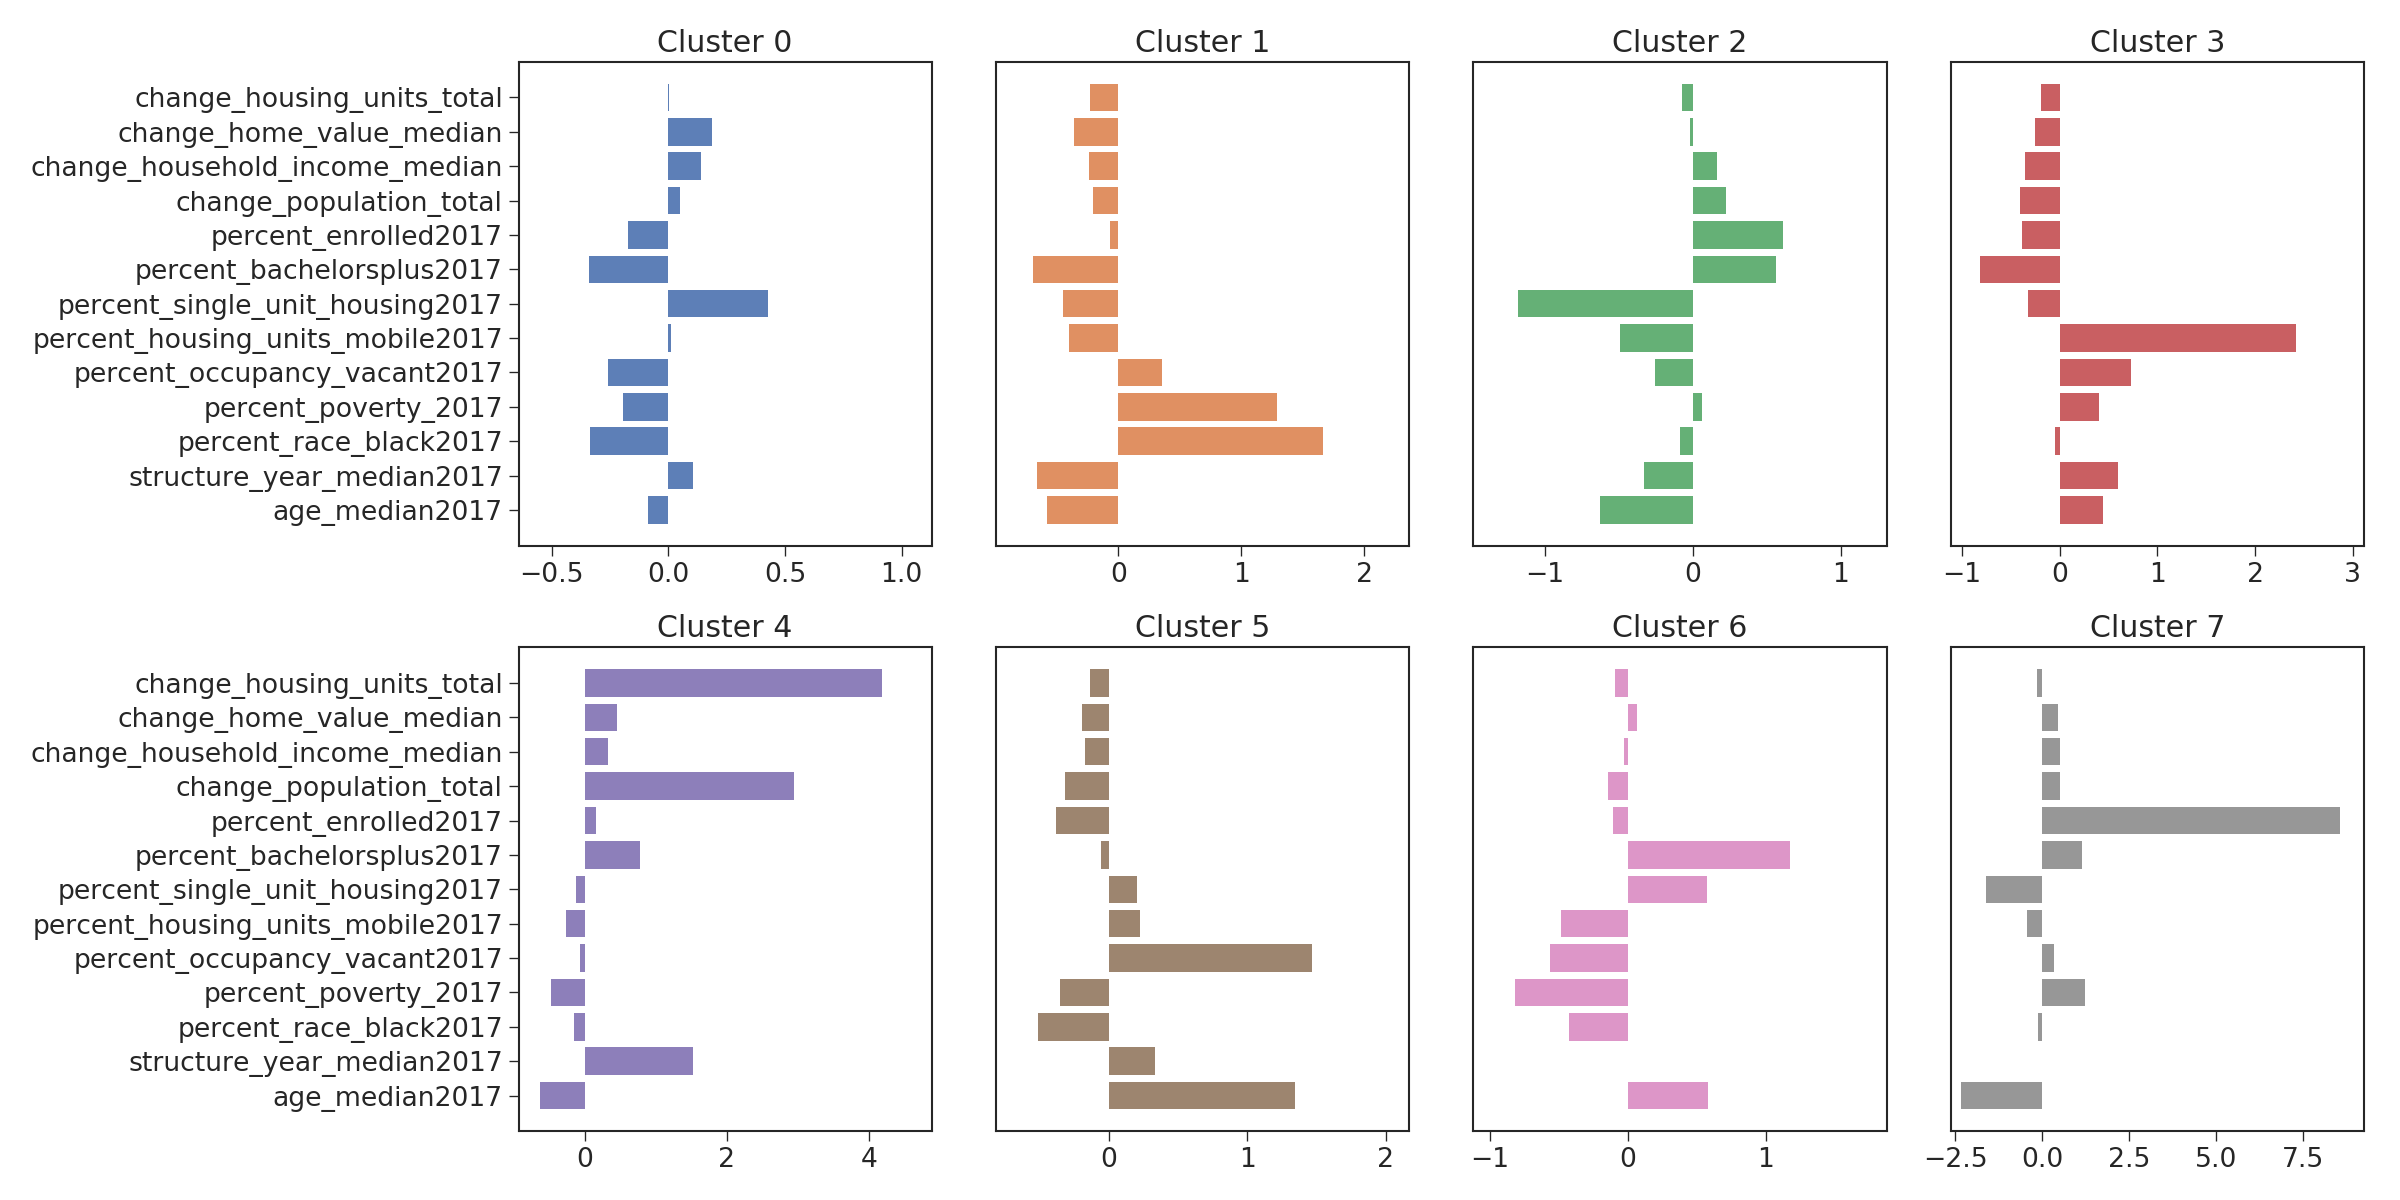 Cluster 0
Cluster 1
Cluster 2
Cluster 3
change_housing_units_total
change_home_value_median
change_household_income_median
change_population_total
percent_enrolled2017
percent_bachelorsplus2017
percent_single_unit_housing2017
percent_housing_units_mobile2017
percent_occupancy_vacant2017
percent_poverty_2017
percent_race_black2017
structure_year_median2017
age_median2017
−0.5 0.0 0.5 1.0
0 1 2
−1 0 1
−1 0 1 2 3
Cluster 4
Cluster 5
Cluster 6
Cluster 7
change_housing_units_total
change_home_value_median
change_household_income_median
change_population_total
percent_enrolled2017
percent_bachelorsplus2017
percent_single_unit_housing2017
percent_housing_units_mobile2017
percent_occupancy_vacant2017
percent_poverty_2017
percent_race_black2017
structure_year_median2017
age_median2017
0 2 4
0 1 2
−1 0 1
−2.5 0.0 2.5 5.0 7.5